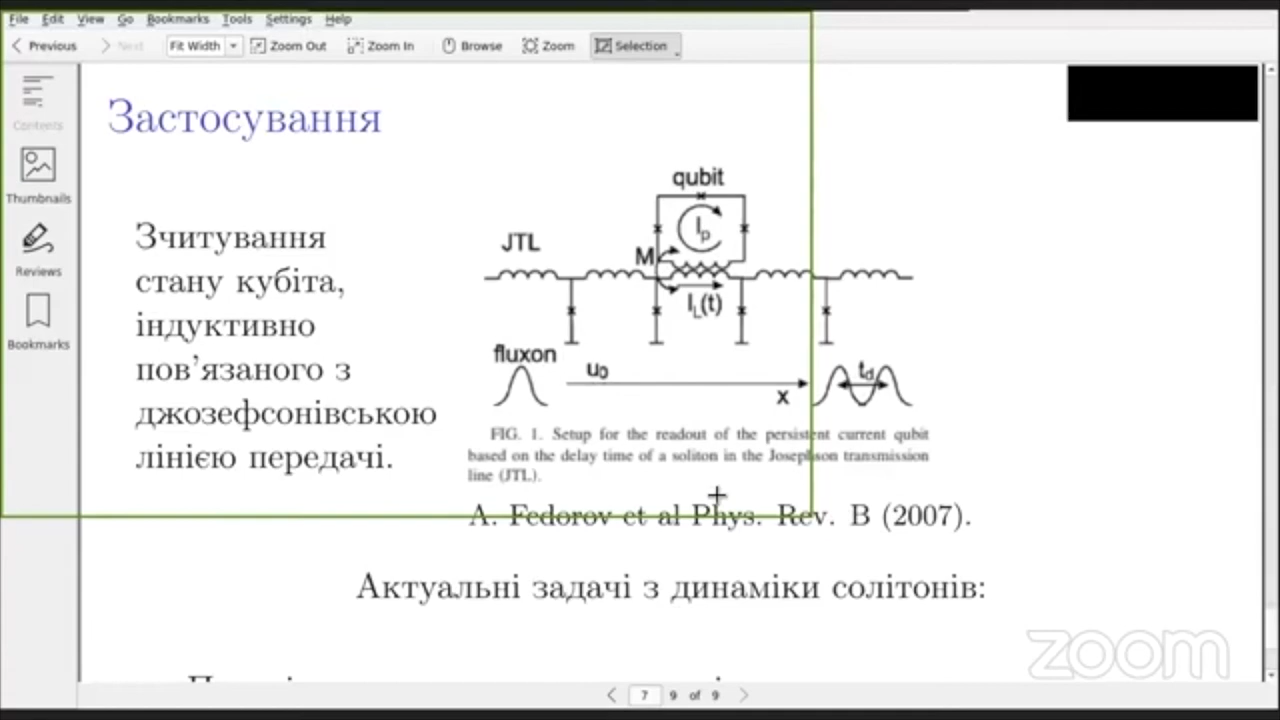 File Edit View Go Bookmarks Tools Settings Help
Previous Next Fit Width Zoom Out Zoom In Browse Zoom Selection
Contents
Thumbnails
Reviews
Bookmarks
Застосування
Зчитування
стану кубіта,
індуктивно
пов'язаного з
джозефсонівською
лінією передачі.
qubit
Ip
JTL
M
IL(t)
fluxon
u0
x
td
FIG. 1. Setup for the readout of the persistent current qubit
based on the delay time of a soliton in the Josephson transmission
line (JTL).
A. Fedorov et al Phys. Rev. B (2007).
Актуальні задачі з динаміки солітонів:
zoom
7 9 of 9